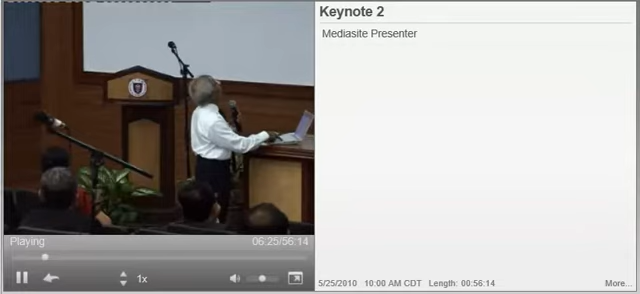 Keynote 2
Mediasite Presenter
Playing 06:25/56:14
1x
5/25/2010 10:00 AM CDT Length: 00:56:14 More...